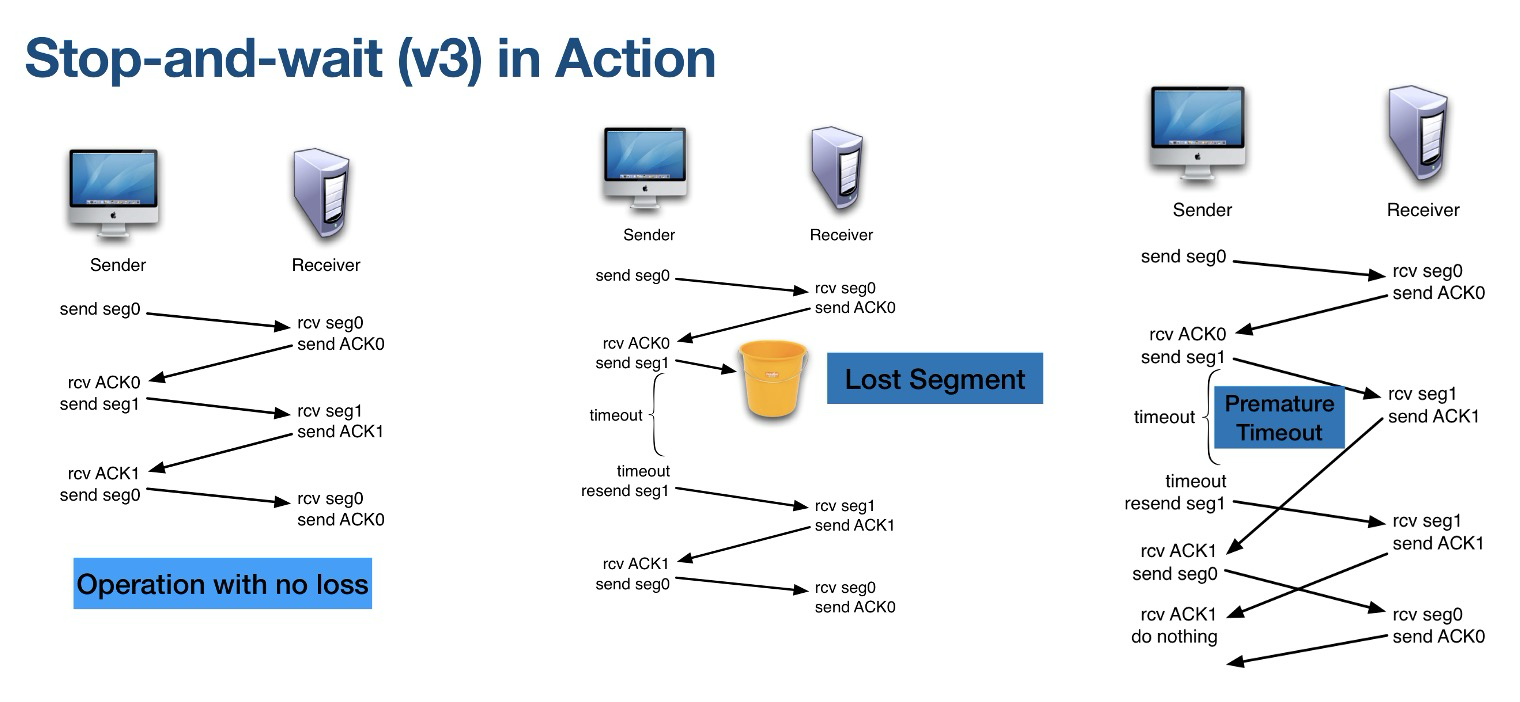 Stop-and-wait (v3) in Action
Sender
Receiver
send seg0
rcv seg0
send ACK0
rcv ACK0
send seg1
rcv seg1
send ACK1
rcv ACK1
send seg0
rcv seg0
send ACK0
Operation with no loss
Sender
Receiver
send seg0
rcv seg0
send ACK0
rcv ACK0
send seg1
Lost Segment
timeout
timeout
resend seg1
rcv seg1
send ACK1
rcv ACK1
send seg0
rcv seg0
send ACK0
Sender
Receiver
send seg0
rcv seg0
send ACK0
rcv ACK0
send seg1
rcv seg1
send ACK1
timeout
Premature
Timeout
timeout
resend seg1
rcv seg1
send ACK1
rcv ACK1
send seg0
rcv ACK1
do nothing
rcv seg0
send ACK0